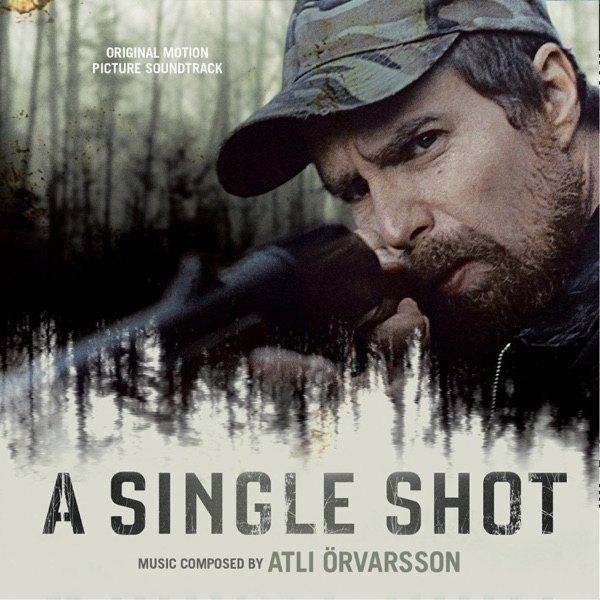 ORIGINAL MOTION
PICTURE SOUNDTRACK
A SINGLE SHOT
MUSIC COMPOSED BY ATLI ÖRVARSSON